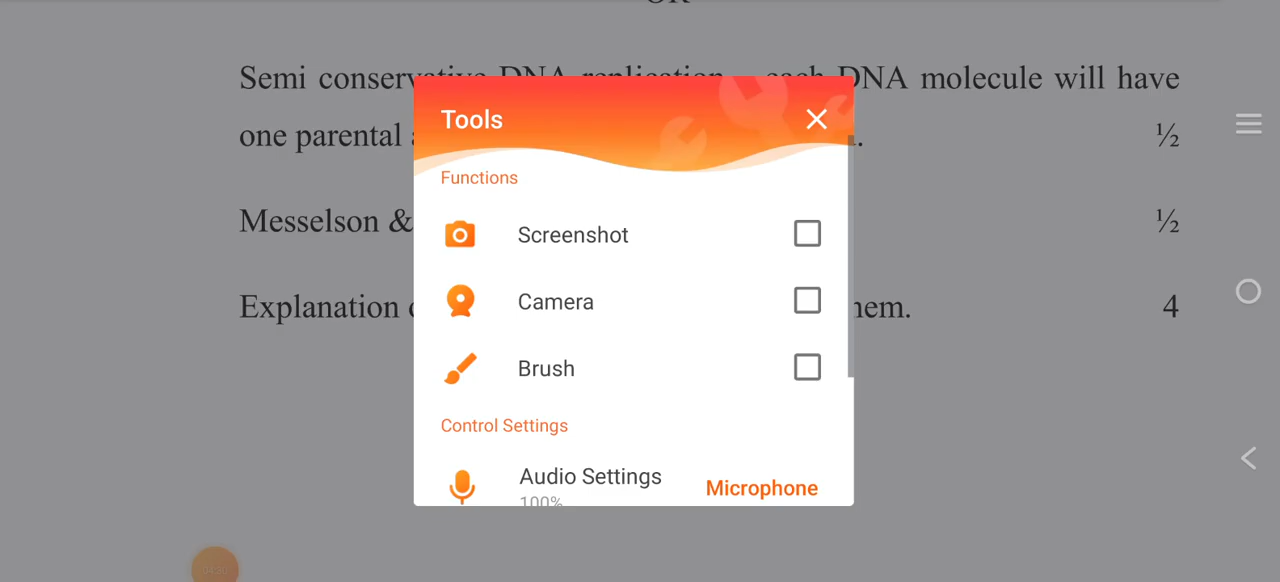 Semi conservative DNA replication each DNA molecule will have
Tools
one parental
½
Functions
Messelson &
½
Screenshot
Explanation
hem.
4
Camera
Brush
Control Settings
Audio Settings
Microphone
100%